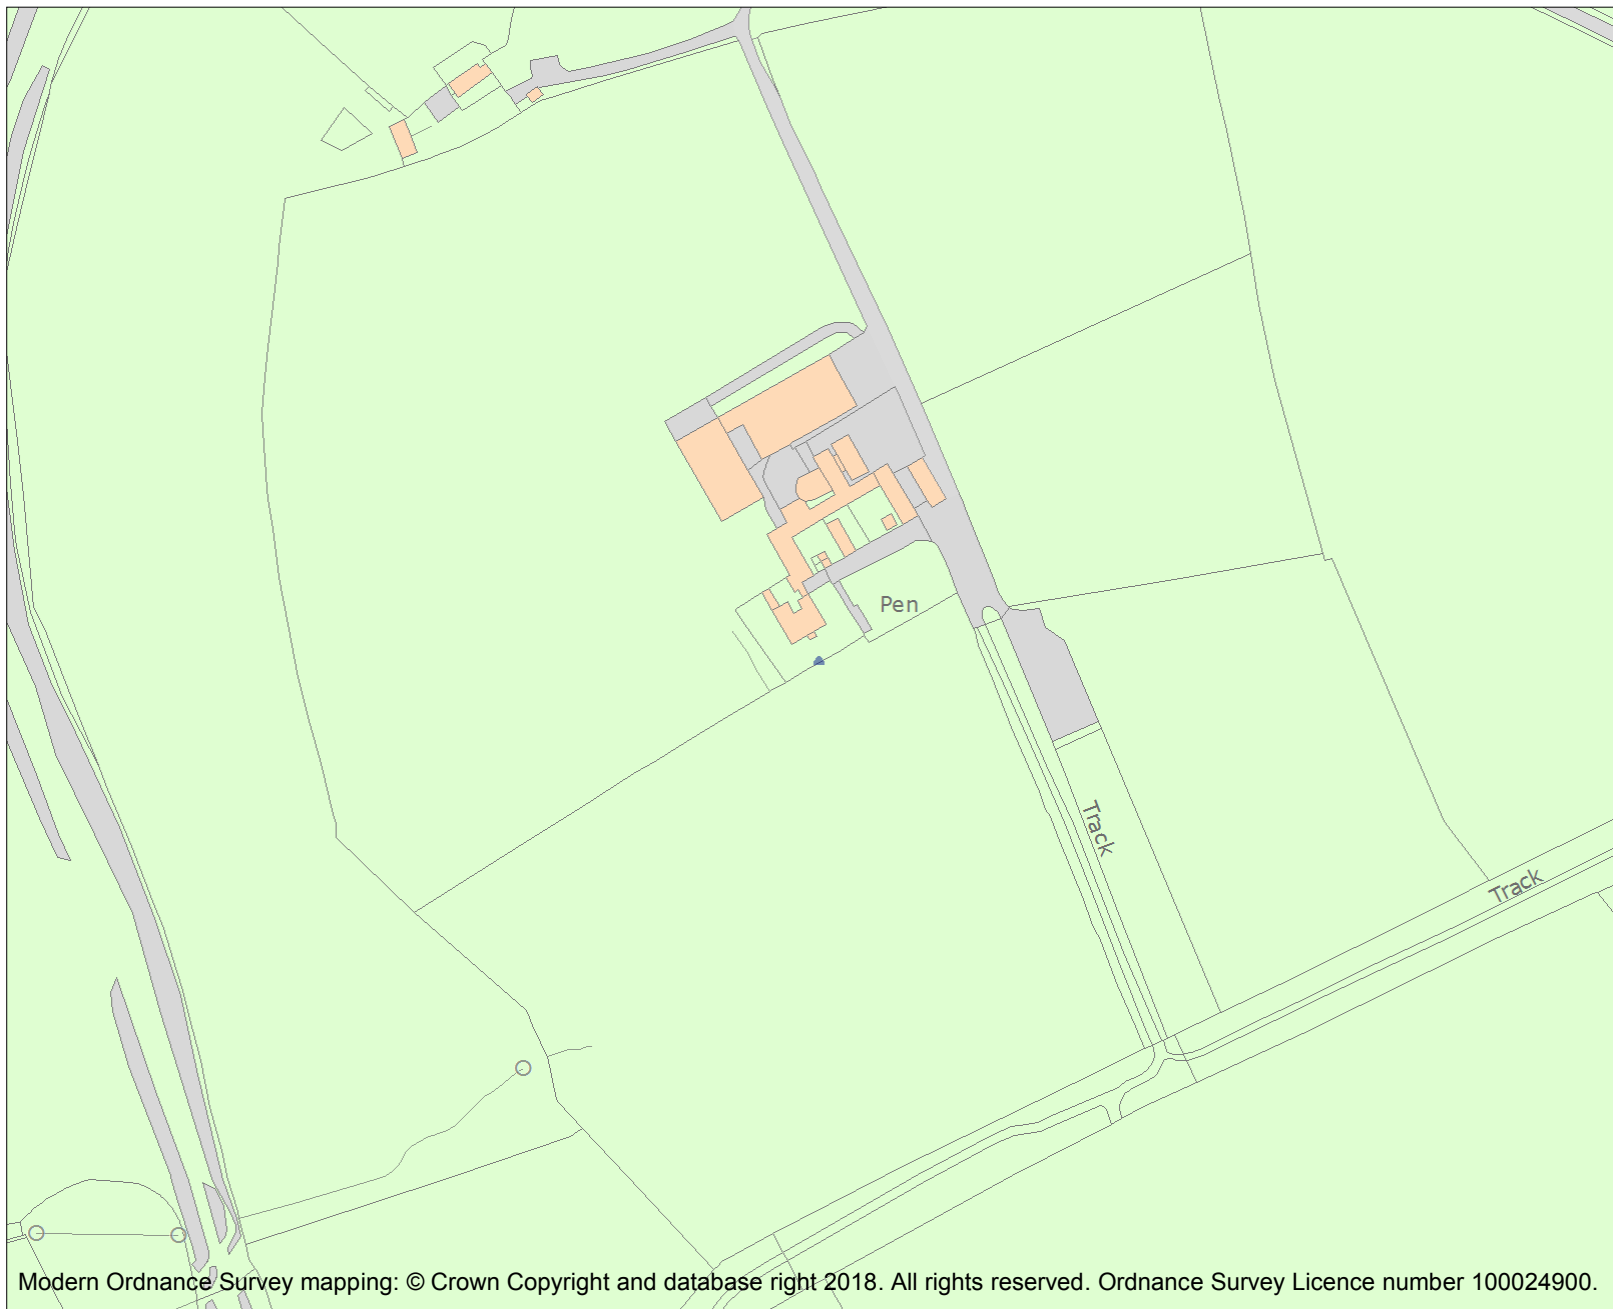 Pen
Track
Track
Modern Ordnance Survey mapping: © Crown Copyright and database right 2018. All rights reserved. Ordnance Survey Licence number 100024900.